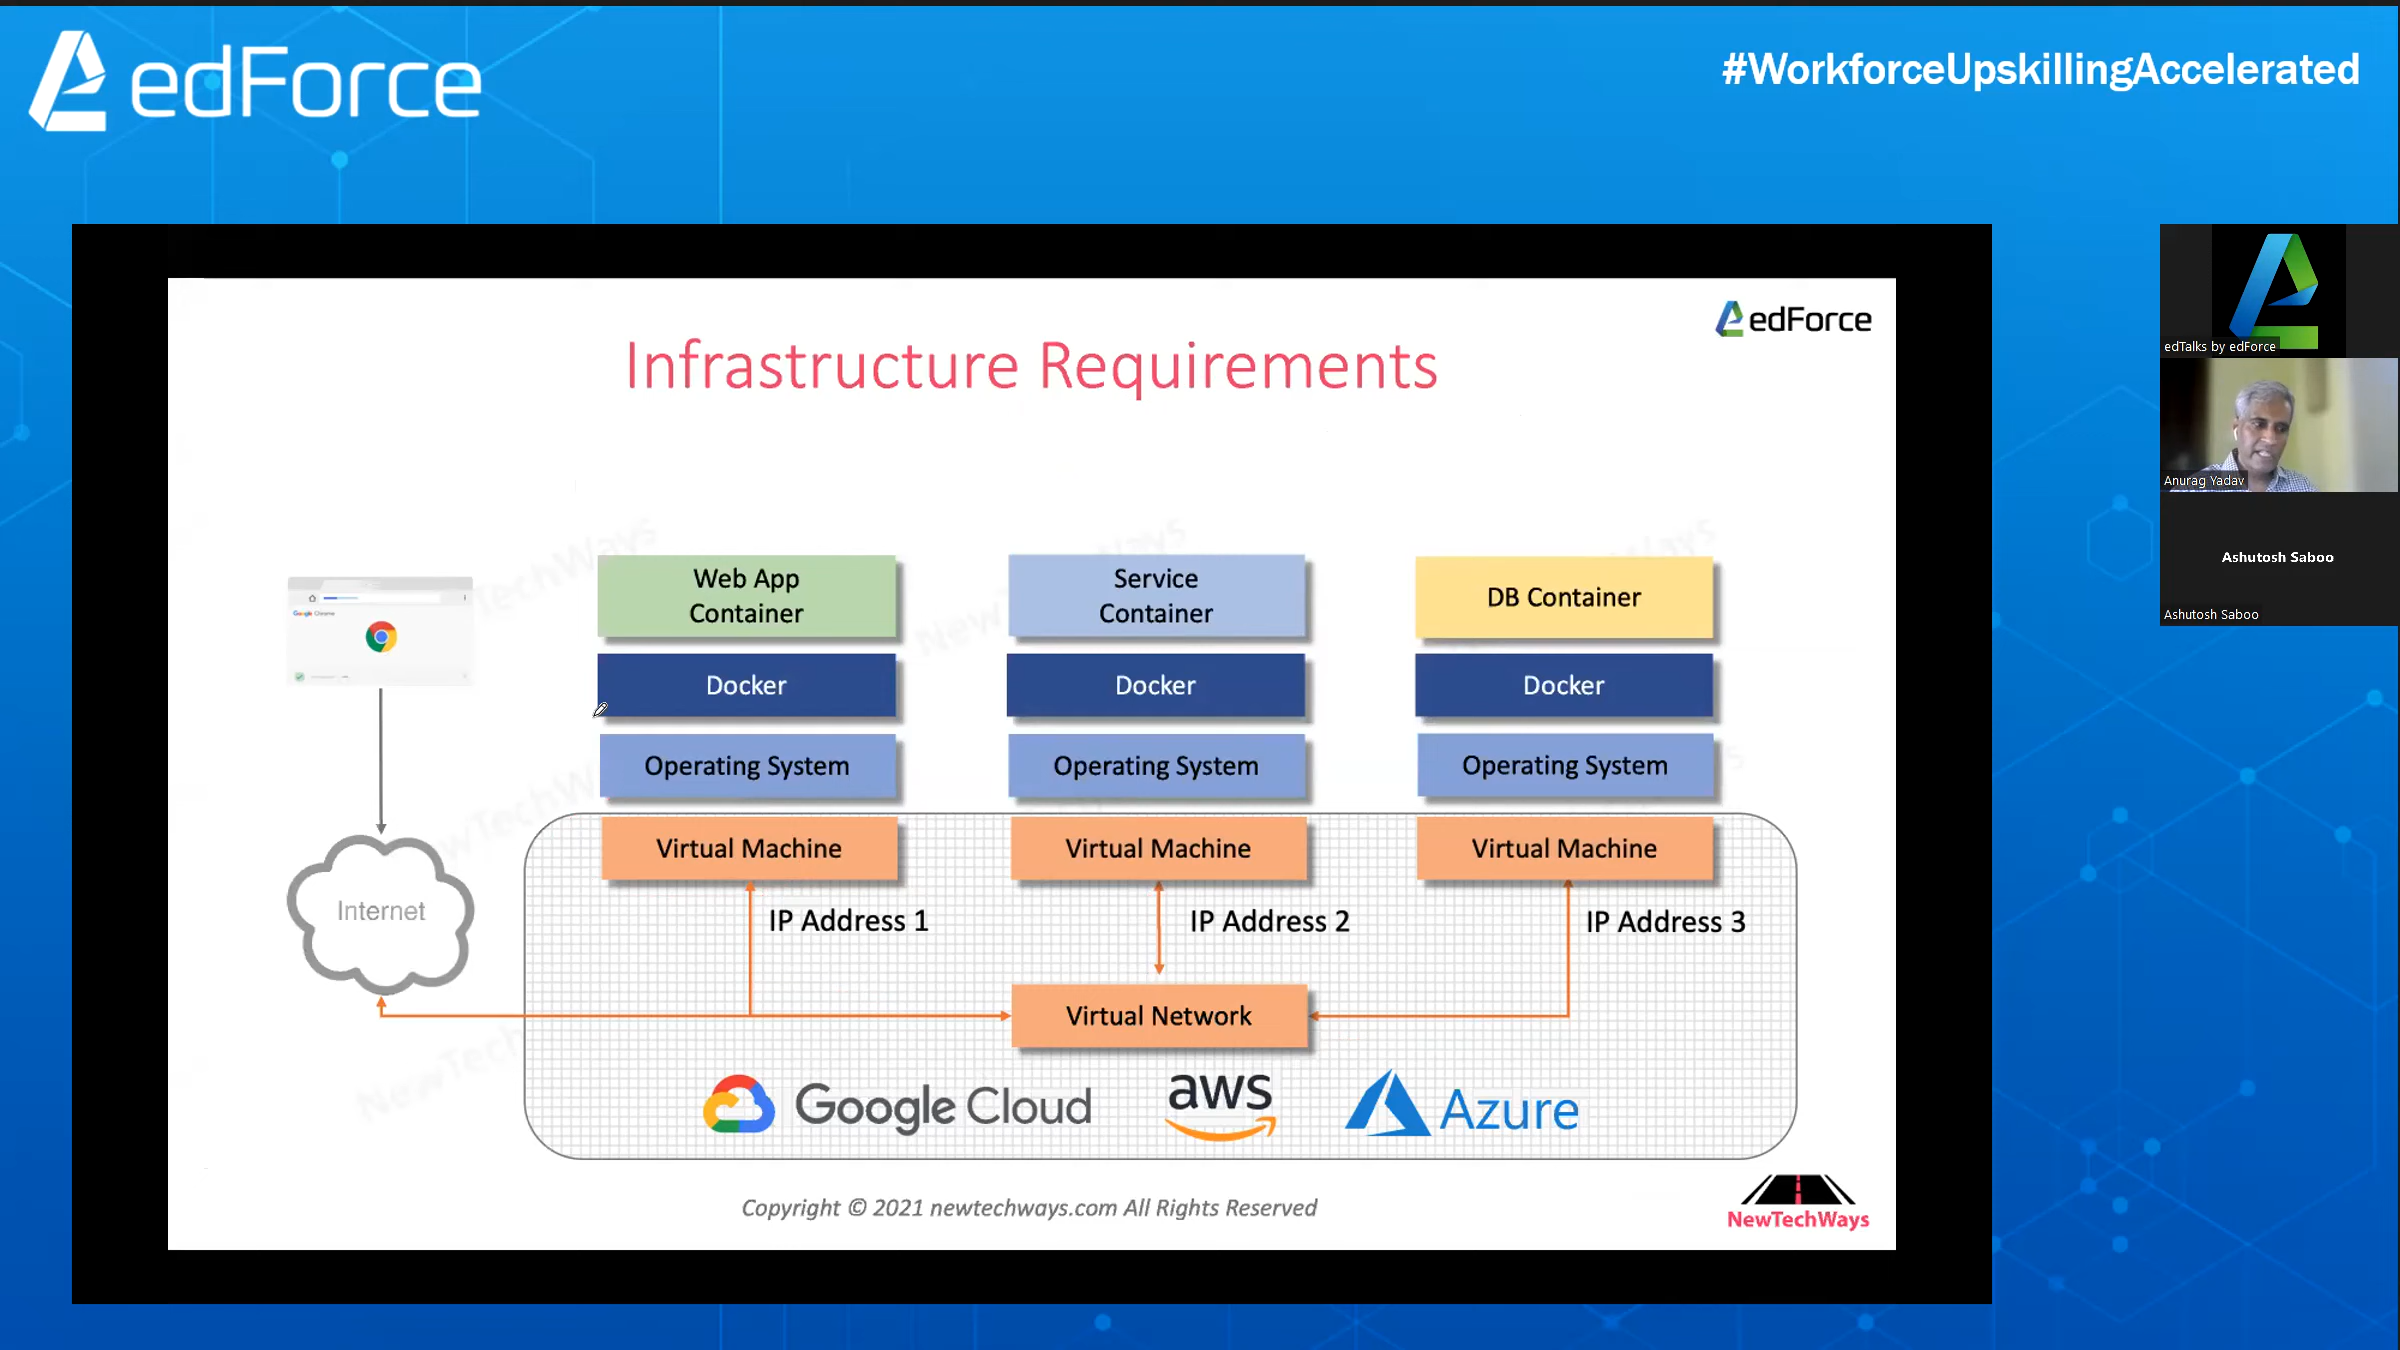 edForce
#WorkforceUpskillingAccelerated
edForce
Infrastructure Requirements
edTalks by edForce
Anurag Yadav
Ashutosh Saboo
Ashutosh Saboo
Google Chrome
Web App
Container
Service
Container
DB Container
Docker
Docker
Docker
Operating System
Operating System
Operating System
Virtual Machine
Virtual Machine
Virtual Machine
Internet
IP Address 1
IP Address 2
IP Address 3
Virtual Network
Google Cloud
aws
Azure
Copyright © 2021 newtechways.com All Rights Reserved
NewTechWays